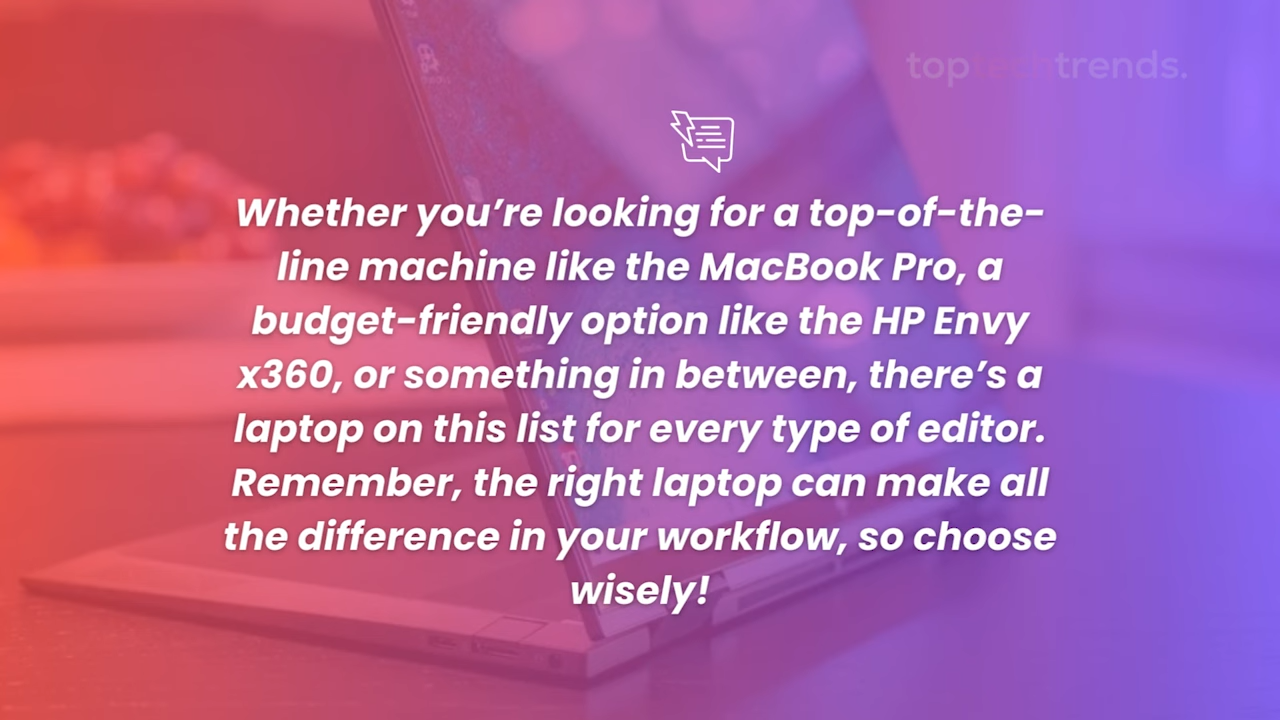 toptechtrends.
Whether you’re looking for a top-of-the-
line machine like the MacBook Pro, a
budget-friendly option like the HP Envy
x360, or something in between, there’s a
laptop on this list for every type of editor.
Remember, the right laptop can make all
the difference in your workflow, so choose
wisely!